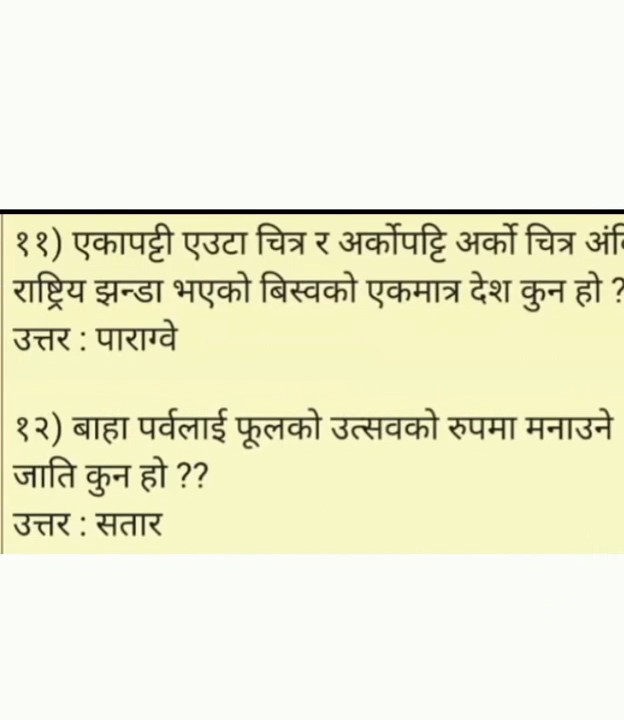 ११) एकापट्टी एउटा चित्र र अर्कोपट्टि अर्को चित्र
राष्ट्रिय झन्डा भएको बिस्वको एकमात्र देश कुन हो ?
उत्तर : पाराग्वे
१२) बाहा पर्वलाई फूलको उत्सवको रुपमा मनाउने
जाति कुन हो ??
उत्तर : सतार